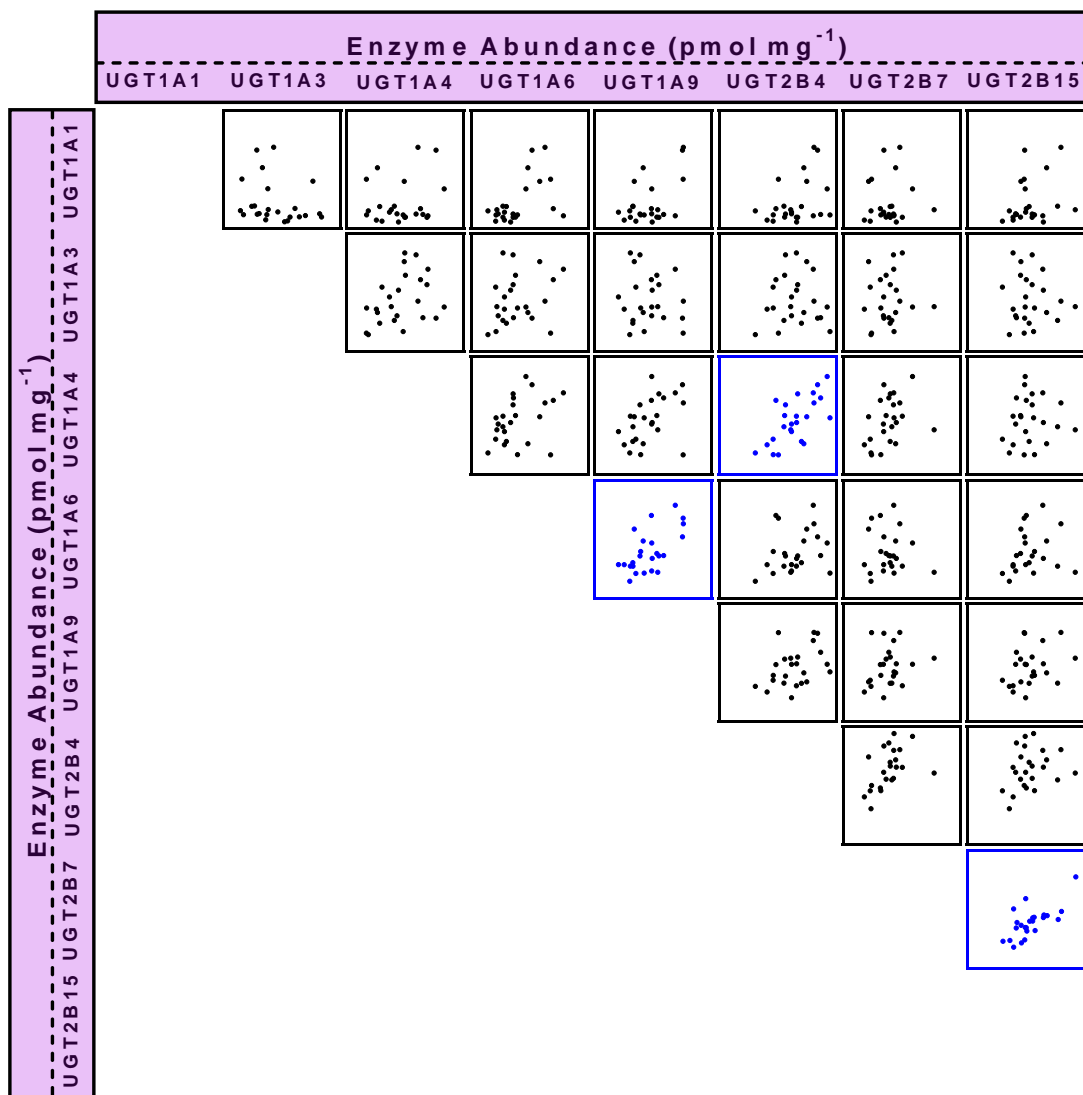 Enzyme Abundance (pmol mg⁻¹)
UGT1A1 UGT1A3 UGT1A4 UGT1A6 UGT1A9 UGT2B4 UGT2B7 UGT2B15
Enzyme Abundance (pmol mg⁻¹)
UGT1A1
UGT1A3
UGT1A4
UGT1A6
UGT1A9
UGT2B4
UGT2B7
UGT2B15